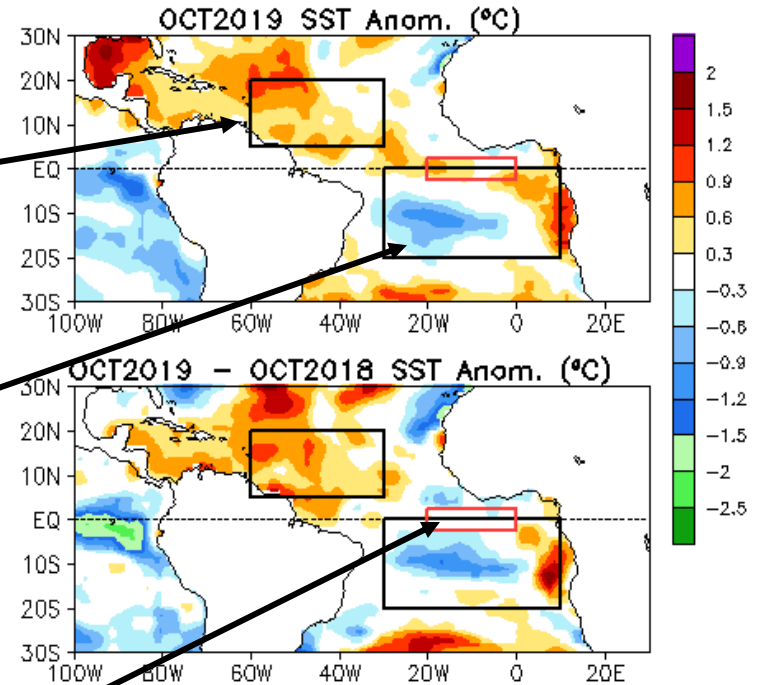 OCT2019 SST Anom. (ºC)
30N
20N
10N
EQ
10S
20S
30S
100W 80W 60W 40W 20W 0 20E
OCT2019 – OCT2018 SST Anom. (ºC)
30N
20N
10N
EQ
10S
20S
30S
100W 80W 60W 40W 20W 0 20E
2
1.5
1.2
0.9
0.6
0.3
−0.3
−0.6
−0.9
−1.2
−1.5
−2
−2.5